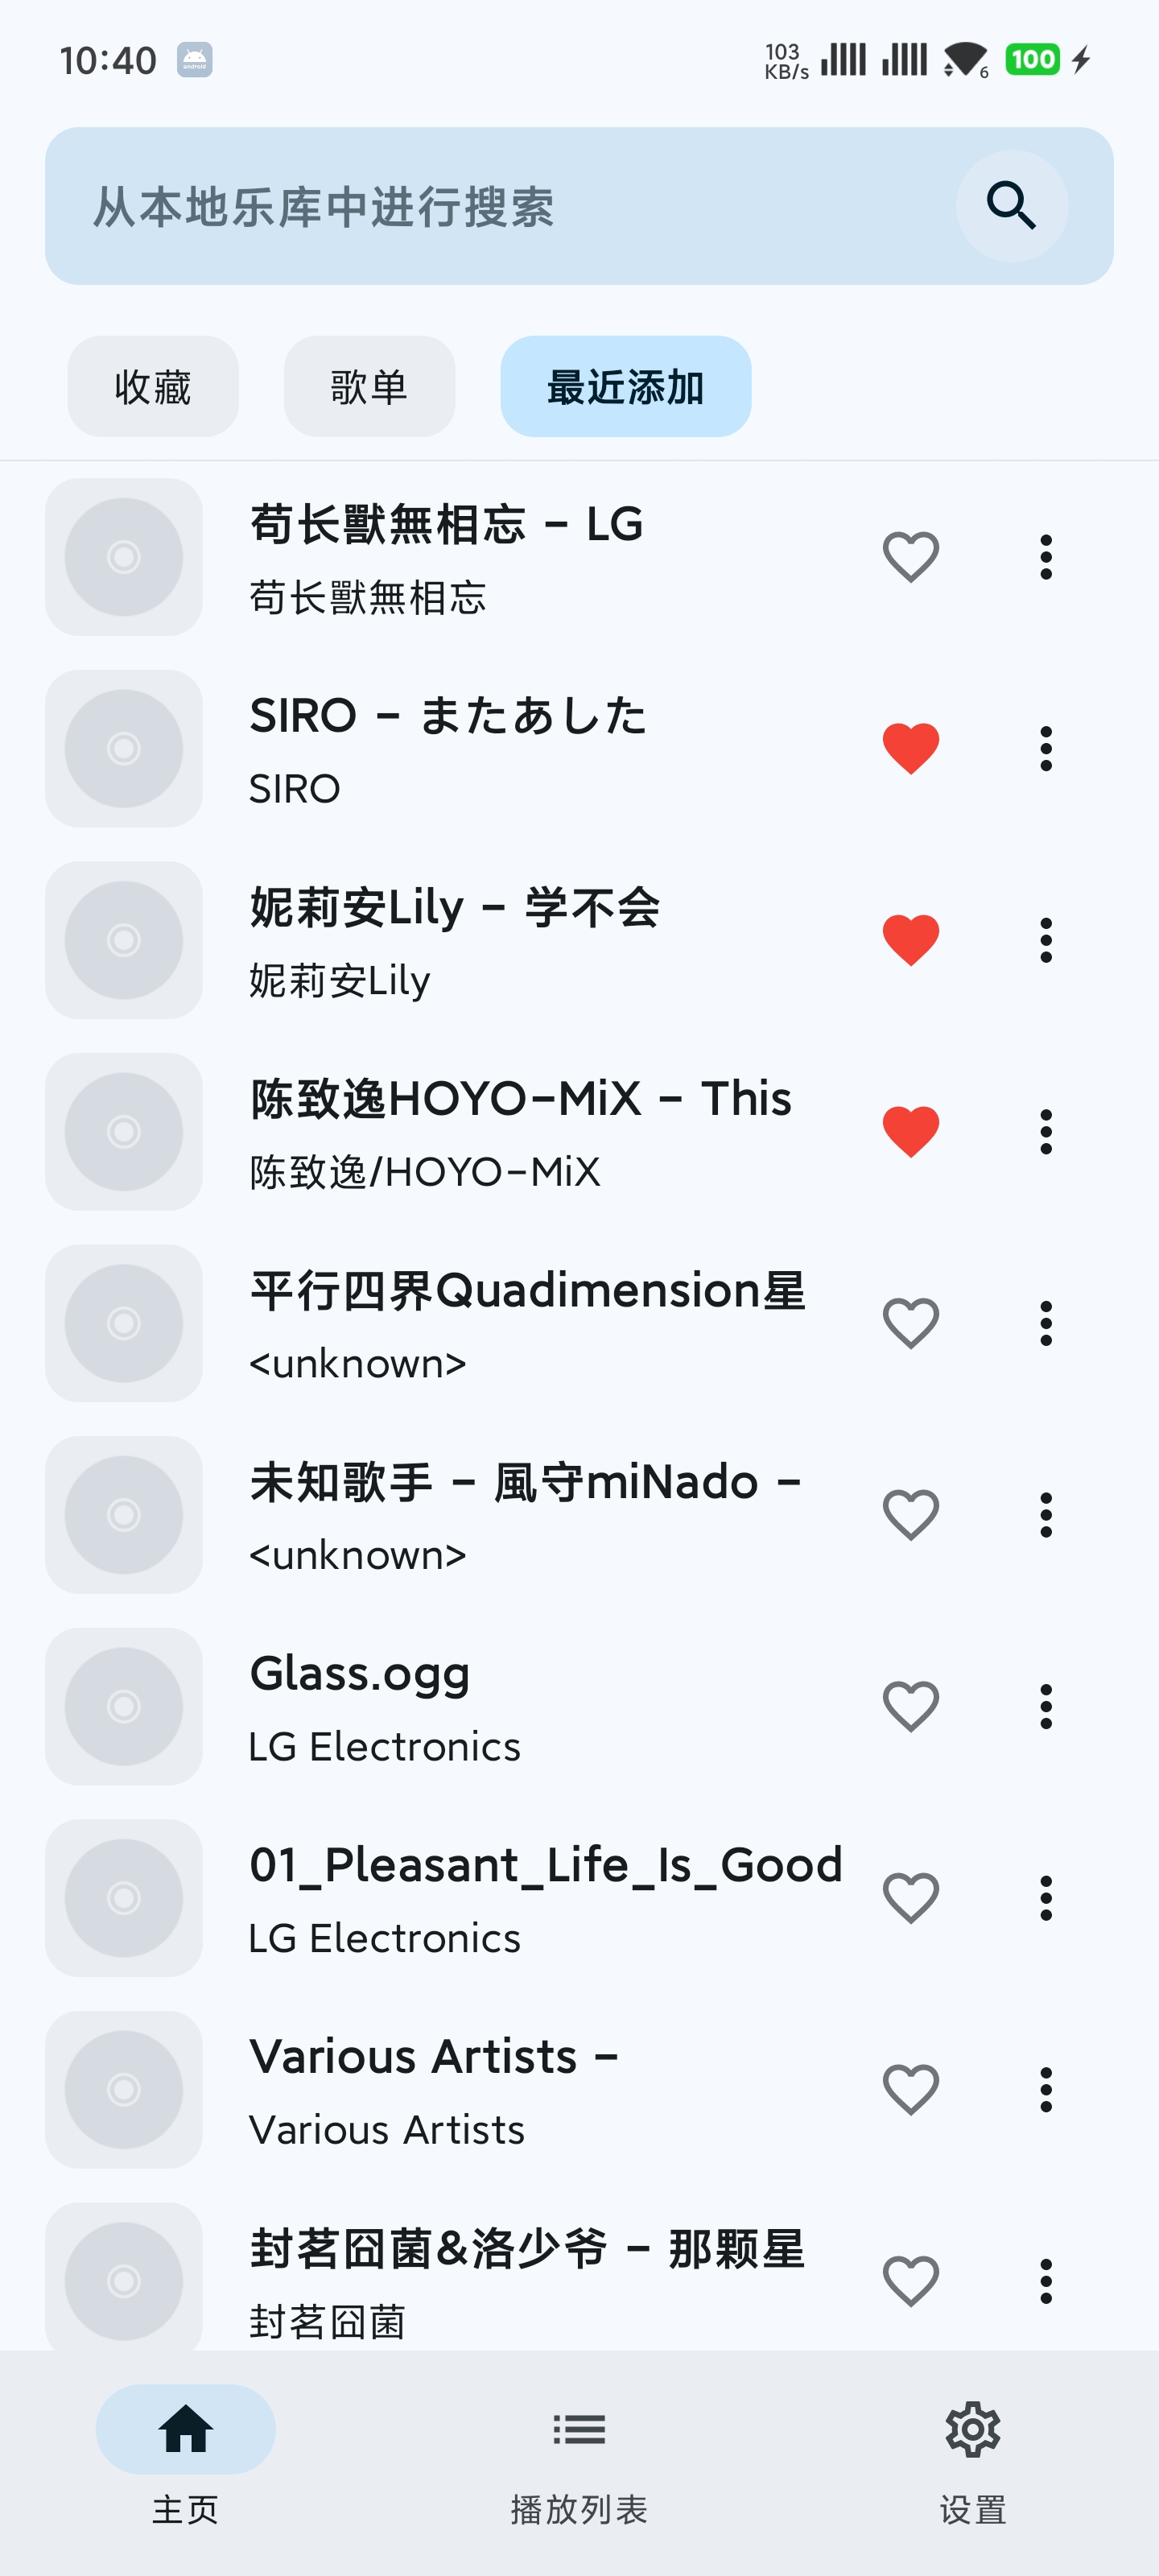 10:40
android
103
KB/s
6
100
从本地乐库中进行搜索
收藏
歌单
最近添加
苟长獸無相忘 - LG
苟长獸無相忘
SIRO - またあした
SIRO
妮莉安Lily - 学不会
妮莉安Lily
陈致逸HOYO-MiX - This
陈致逸/HOYO-MiX
平行四界Quadimension星
<unknown>
未知歌手 - 風守miNado -
<unknown>
Glass.ogg
LG Electronics
01_Pleasant_Life_Is_Good
LG Electronics
Various Artists -
Various Artists
封茗囧菌&洛少爷 - 那颗星
封茗囧菌
主页
播放列表
设置